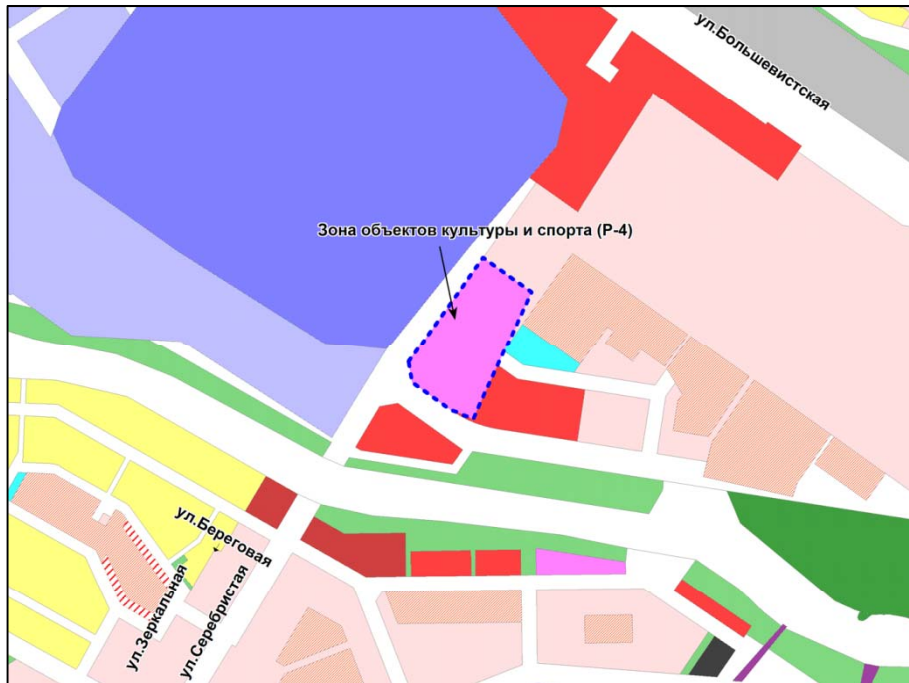 ул.Большевистская
Зона объектов культуры и спорта (Р-4)
ул.Береговая
ул.Зеркальная
ул.Серебристая